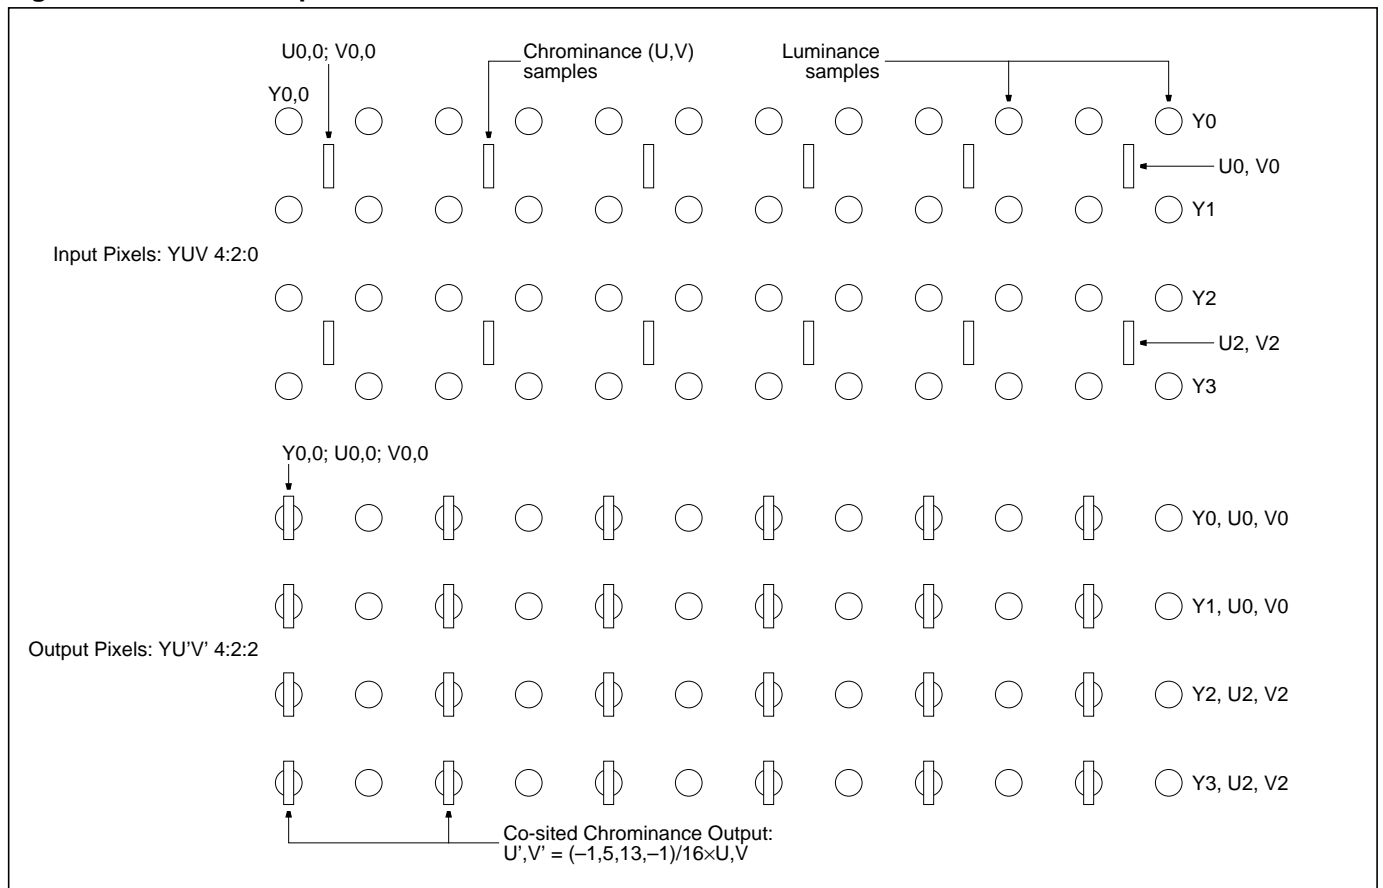 U0,0; V0,0
Chrominance (U,V)
samples
Luminance
samples
Y0,0
Y0
U0, V0
Y1
Input Pixels: YUV 4:2:0
Y2
U2, V2
Y3
Y0,0; U0,0; V0,0
Y0, U0, V0
Y1, U0, V0
Output Pixels: YU'V' 4:2:2
Y2, U2, V2
Y3, U2, V2
Co-sited Chrominance Output:
U',V' = (–1,5,13,–1)/16×U,V